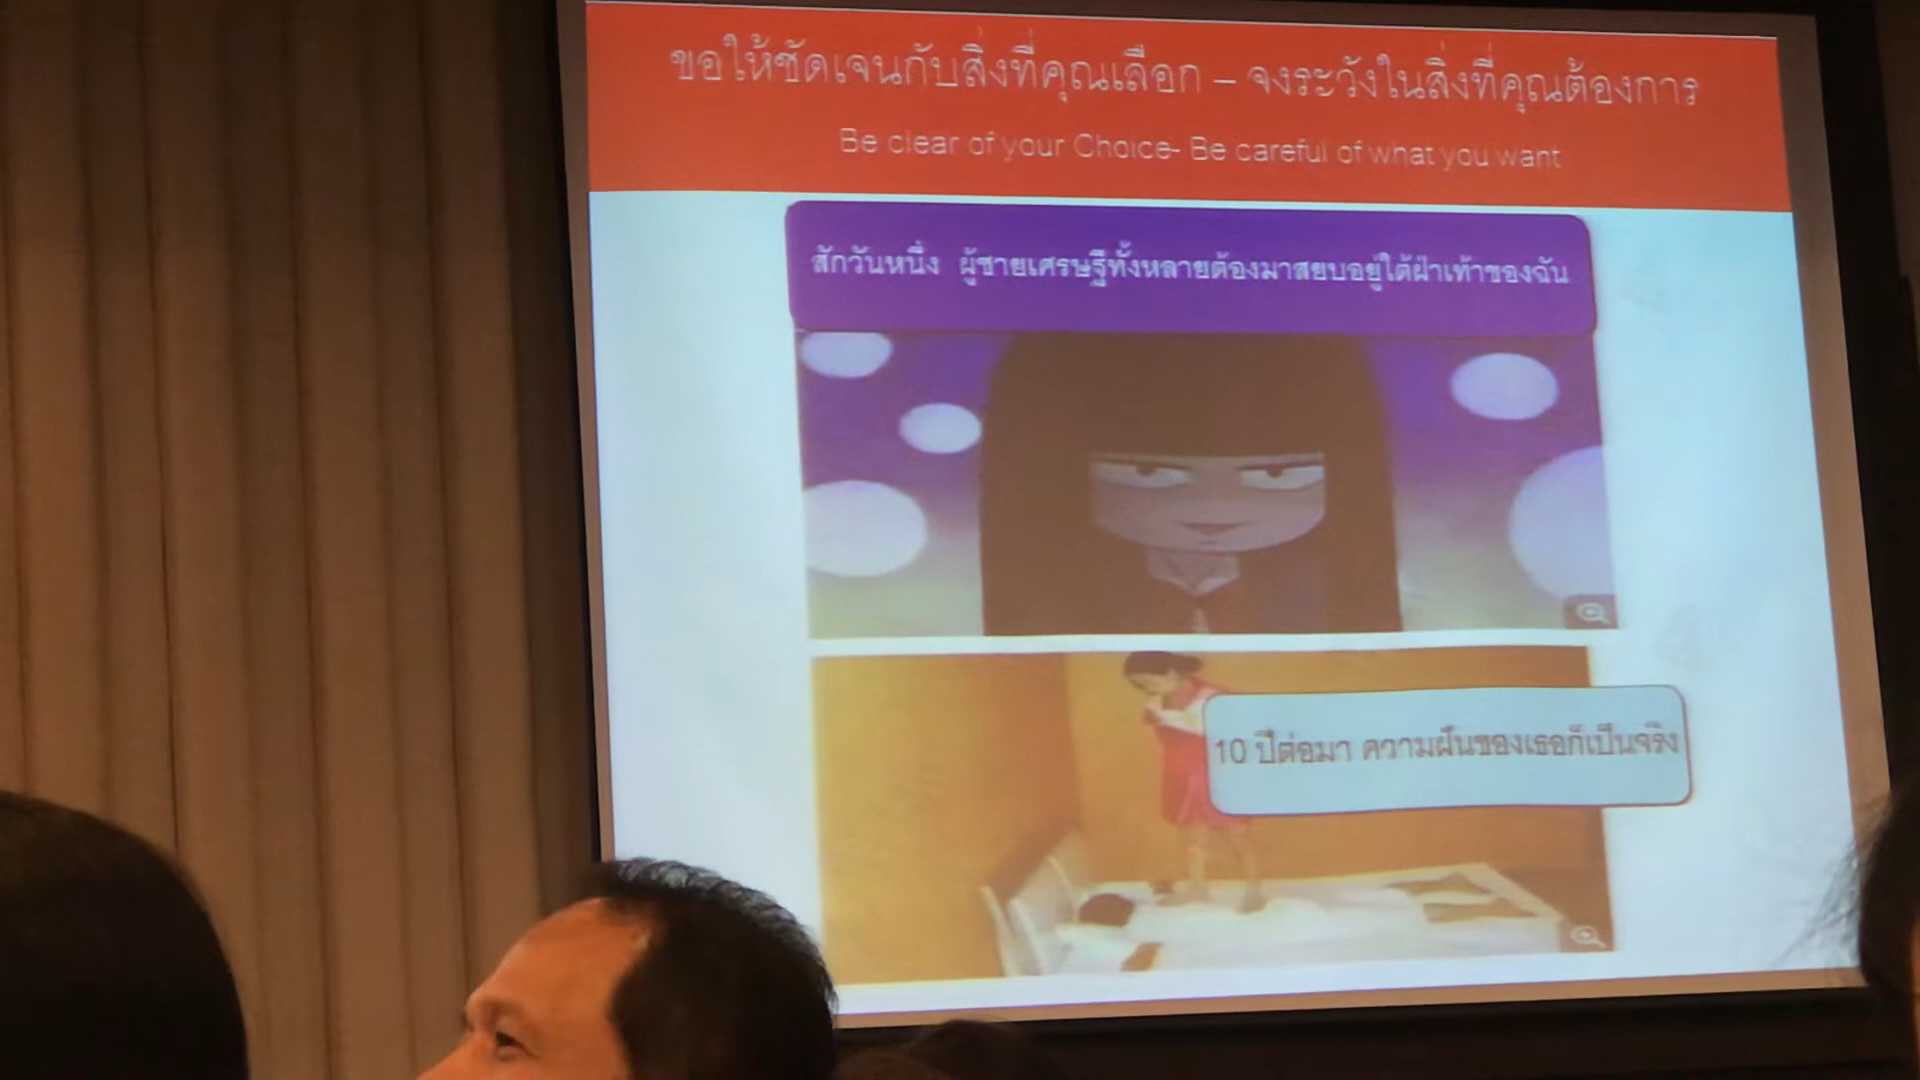 ขอให้ชัดเจนกับสิ่งที่คุณเลือก – จงระวังในสิ่งที่คุณต้องการ
Be clear of your Choice- Be careful of what you want
สักวันหนึ่ง ผู้ชายเศรษฐีทั้งหลายต้องมาสยบอยู่ใต้ฝ่าเท้าของฉัน
10 ปีต่อมา ความฝันของเธอก็เป็นจริง